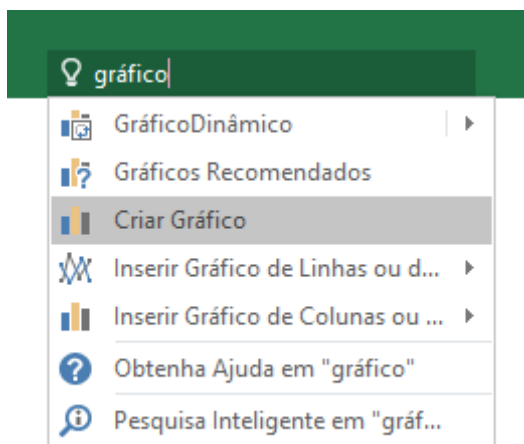 gráfico
GráficoDinâmico
Gráficos Recomendados
Criar Gráfico
Inserir Gráfico de Linhas ou d...
Inserir Gráfico de Colunas ou ...
Obtenha Ajuda em "gráfico"
Pesquisa Inteligente em "gráf...